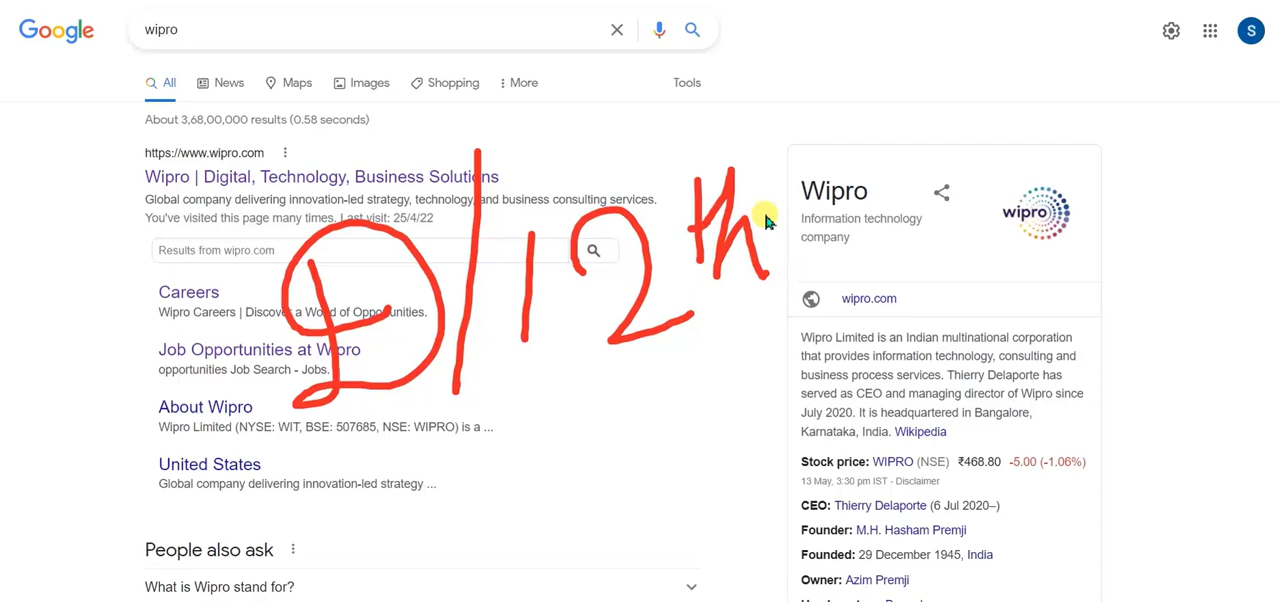 Google
wipro
All News Maps Images Shopping More Tools
About 3,68,00,000 results (0.58 seconds)
https://www.wipro.com
Wipro | Digital, Technology, Business Solutions
Global company delivering innovation-led strategy, technology, and business consulting services.
You've visited this page many times. Last visit: 25/4/22
Results from wipro.com
Careers
Wipro Careers | Discover a World of Opportunities.
Job Opportunities at Wipro
opportunities Job Search - Jobs.
About Wipro
Wipro Limited (NYSE: WIT, BSE: 507685, NSE: WIPRO) is a ...
United States
Global company delivering innovation-led strategy ...
People also ask
What is Wipro stand for?
D/12th
S
Wipro
Information technology
company
wipro
wipro.com
Wipro Limited is an Indian multinational corporation
that provides information technology, consulting and
business process services. Thierry Delaporte has
served as CEO and managing director of Wipro since
July 2020. It is headquartered in Bangalore,
Karnataka, India. Wikipedia
Stock price: WIPRO (NSE) ₹468.80 -5.00 (-1.06%)
13 May, 3:30 pm IST - Disclaimer
CEO: Thierry Delaporte (6 Jul 2020–)
Founder: M.H. Hasham Premji
Founded: 29 December 1945, India
Owner: Azim Premji